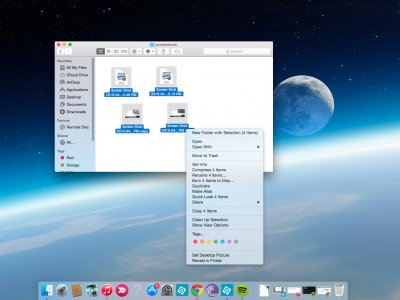 screenshots
Search
Favorites
All My Files
iCloud Drive
AirDrop
Applications
Desktop
Documents
Downloads
Devices
Remote Disc
Tags
Red
Orange
Screen Shot
2015-04...4.46 PM
Screen Shot
2015-04...5.13 PM
Screen Shot
2015-04...PM copy
Screen Shot
2015-04...PM
New Folder with Selection (4 Items)
Open
Open With
Move to Trash
Get Info
Compress 4 Items
Rename 4 Items...
Burn 4 Items to Disc...
Duplicate
Make Alias
Quick Look 4 Items
Share
Copy 4 Items
Clean Up Selection
Show View Options
Tags...
Set Desktop Picture
Reveal in Finder